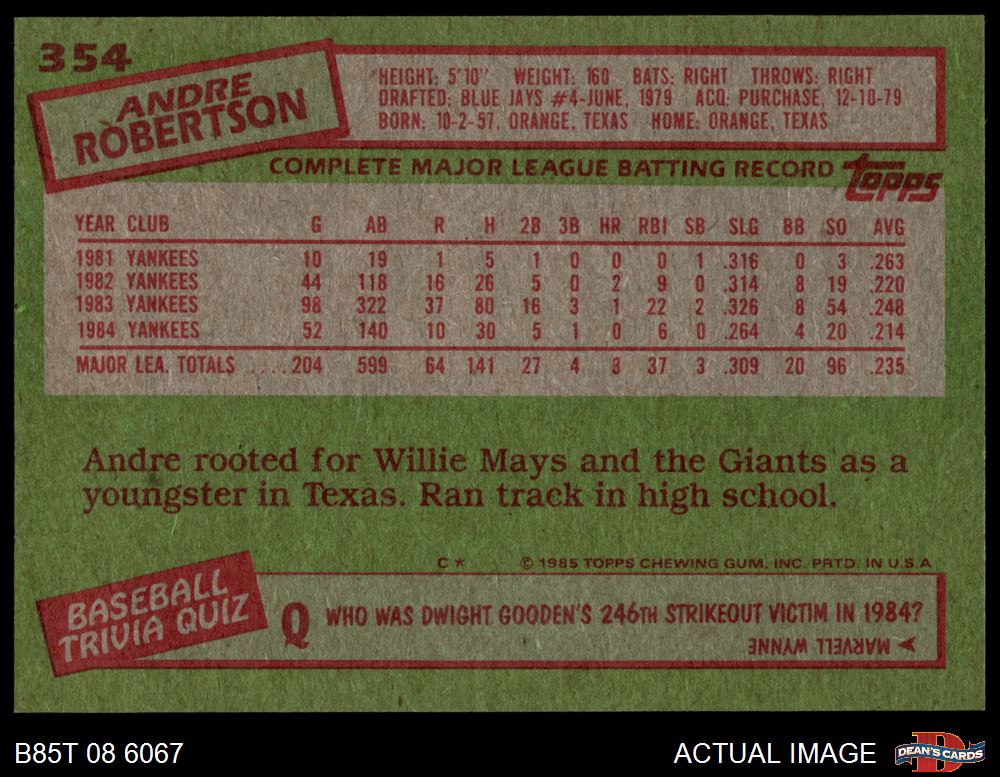 354
ANDRE
ROBERTSON
HEIGHT: 5'10" WEIGHT: 160 BATS: RIGHT THROWS: RIGHT
DRAFTED: BLUE JAYS #4-JUNE, 1979 ACQ: PURCHASE, 12-10-79
BORN: 10-2-57, ORANGE, TEXAS HOME: ORANGE, TEXAS
COMPLETE MAJOR LEAGUE BATTING RECORD
topps
YEAR CLUB G AB R H 2B 3B HR RBI SB SLG BB SO AVG
1981 YANKEES 10 19 1 5 1 0 0 0 1 .316 0 3 .263
1982 YANKEES 44 118 16 26 5 0 2 9 0 .314 8 19 .220
1983 YANKEES 98 322 37 80 16 3 1 22 2 .326 8 54 .248
1984 YANKEES 52 140 10 30 5 1 0 6 0 .264 4 20 .214
MAJOR LEA. TOTALS ....204 599 64 141 27 4 3 37 3 .309 20 96 .235
Andre rooted for Willie Mays and the Giants as a
youngster in Texas. Ran track in high school.
C* © 1985 TOPPS CHEWING GUM, INC. PRTD. IN U.S.A
BASEBALL
TRIVIA QUIZ
Q WHO WAS DWIGHT GOODEN'S 246TH STRIKEOUT VICTIM IN 1984?
MARVELL WYNNE
B85T 08 6067
ACTUAL IMAGE
D
DEAN'S CARDS